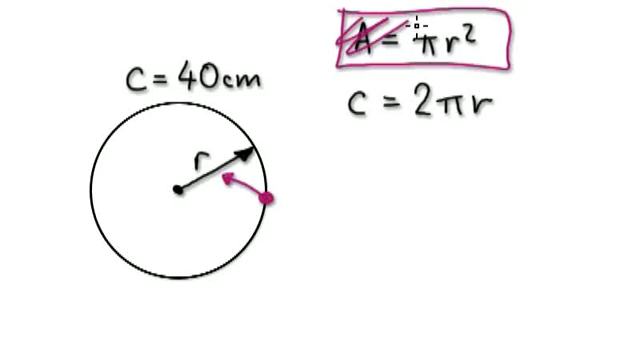 A = πr²
C = 40cm
C = 2πr
r